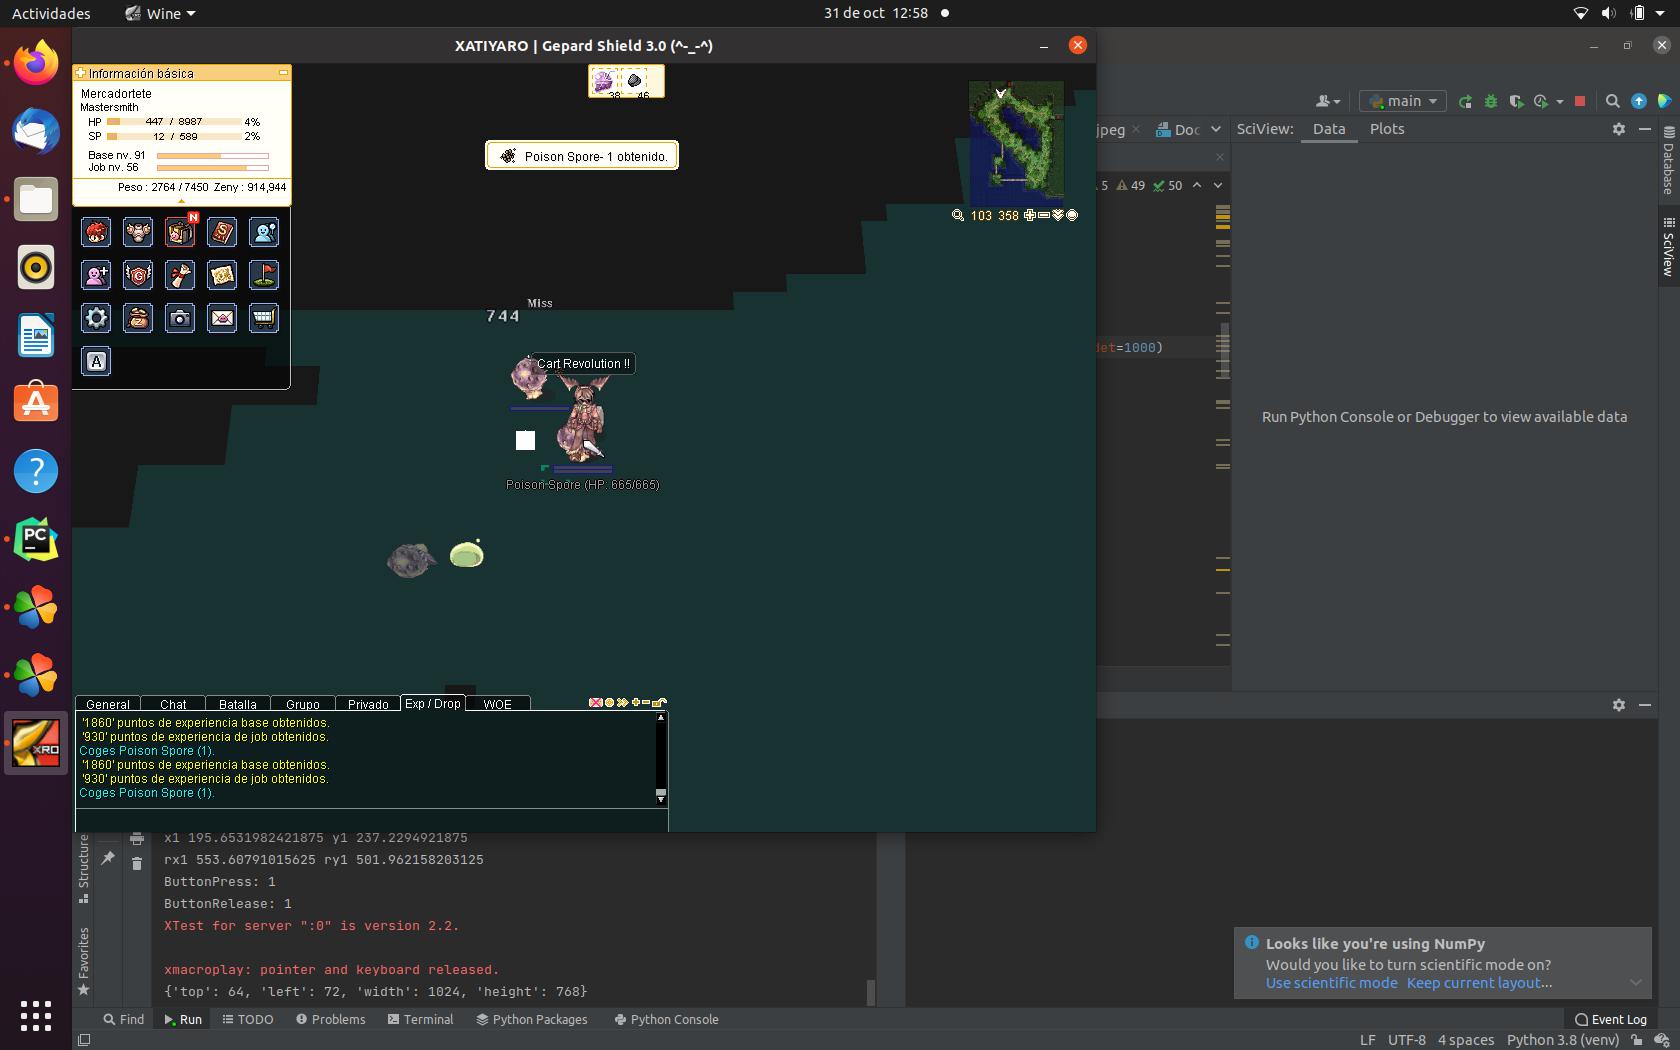 Actividades
Wine
31 de oct 12:58
XATIYARO | Gepard Shield 3.0 (^-_-^)
Información básica
Mercadortete
Mastersmith
HP 447 / 8987 4%
SP 12 / 589 2%
Base nv. 91
Job nv. 56
Peso : 2764 / 7450 Zeny : 914,944
N
S
G
A
38 46
Poison Spore- 1 obtenido.
103 358
Miss
744
Cart Revolution !!
Poison Spore (HP: 665/665)
General Chat Batalla Grupo Privado Exp / Drop WOE
'1860' puntos de experiencia base obtenidos.
'930' puntos de experiencia de job obtenidos.
Coges Poison Spore (1).
'1860' puntos de experiencia base obtenidos.
'930' puntos de experiencia de job obtenidos.
Coges Poison Spore (1).
main
jpeg
Doc
SciView: Data Plots
5 49 50
det=1000)
Run Python Console or Debugger to view available data
Database
SciView
PC
XRO
Structure
Favorites
x1 195.6531982421875 y1 237.2294921875
rx1 553.60791015625 ry1 501.962158203125
ButtonPress: 1
ButtonRelease: 1
XTest for server ":0" is version 2.2.
xmacroplay: pointer and keyboard released.
{'top': 64, 'left': 72, 'width': 1024, 'height': 768}
Looks like you're using NumPy
Would you like to turn scientific mode on?
Use scientific mode Keep current layout...
Find Run TODO Problems Terminal Python Packages Python Console
Event Log
LF UTF-8 4 spaces Python 3.8 (venv)